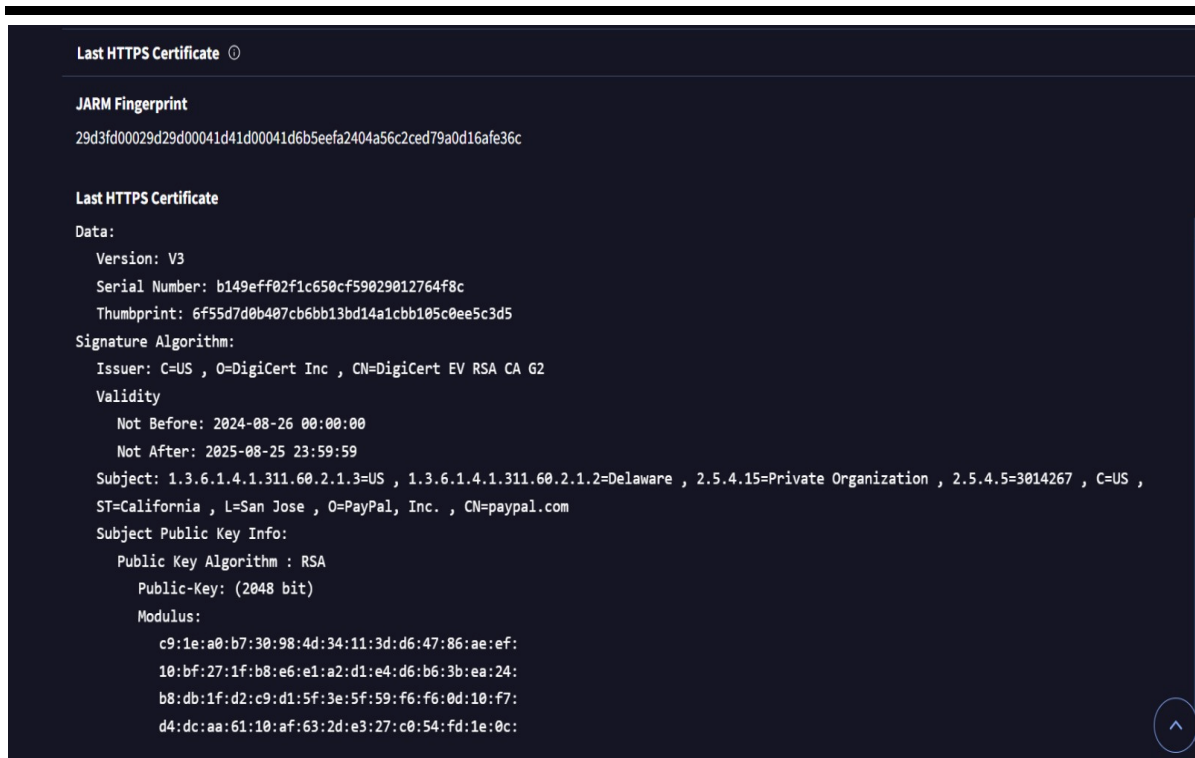 Last HTTPS Certificate
JARM Fingerprint
29d3fd00029d29d00041d41d00041d6b5eefa2404a56c2ced79a0d16afe36c
Last HTTPS Certificate
Data:
Version: V3
Serial Number: b149eff02f1c650cf59029012764f8c
Thumbprint: 6f55d7d0b407cb6bb13bd14a1cbb105c0ee5c3d5
Signature Algorithm:
Issuer: C=US , O=DigiCert Inc , CN=DigiCert EV RSA CA G2
Validity
Not Before: 2024-08-26 00:00:00
Not After: 2025-08-25 23:59:59
Subject: 1.3.6.1.4.1.311.60.2.1.3=US , 1.3.6.1.4.1.311.60.2.1.2=Delaware , 2.5.4.15=Private Organization , 2.5.4.5=3014267 , C=US ,
ST=California , L=San Jose , O=PayPal, Inc. , CN=paypal.com
Subject Public Key Info:
Public Key Algorithm : RSA
Public-Key: (2048 bit)
Modulus:
c9:1e:a0:b7:30:98:4d:34:11:3d:d6:47:86:ae:ef:
10:bf:27:1f:b8:e6:e1:a2:d1:e4:d6:b6:3b:ea:24:
b8:db:1f:d2:c9:d1:5f:3e:5f:59:f6:f6:0d:10:f7:
d4:dc:aa:61:10:af:63:2d:e3:27:c0:54:fd:1e:0c: